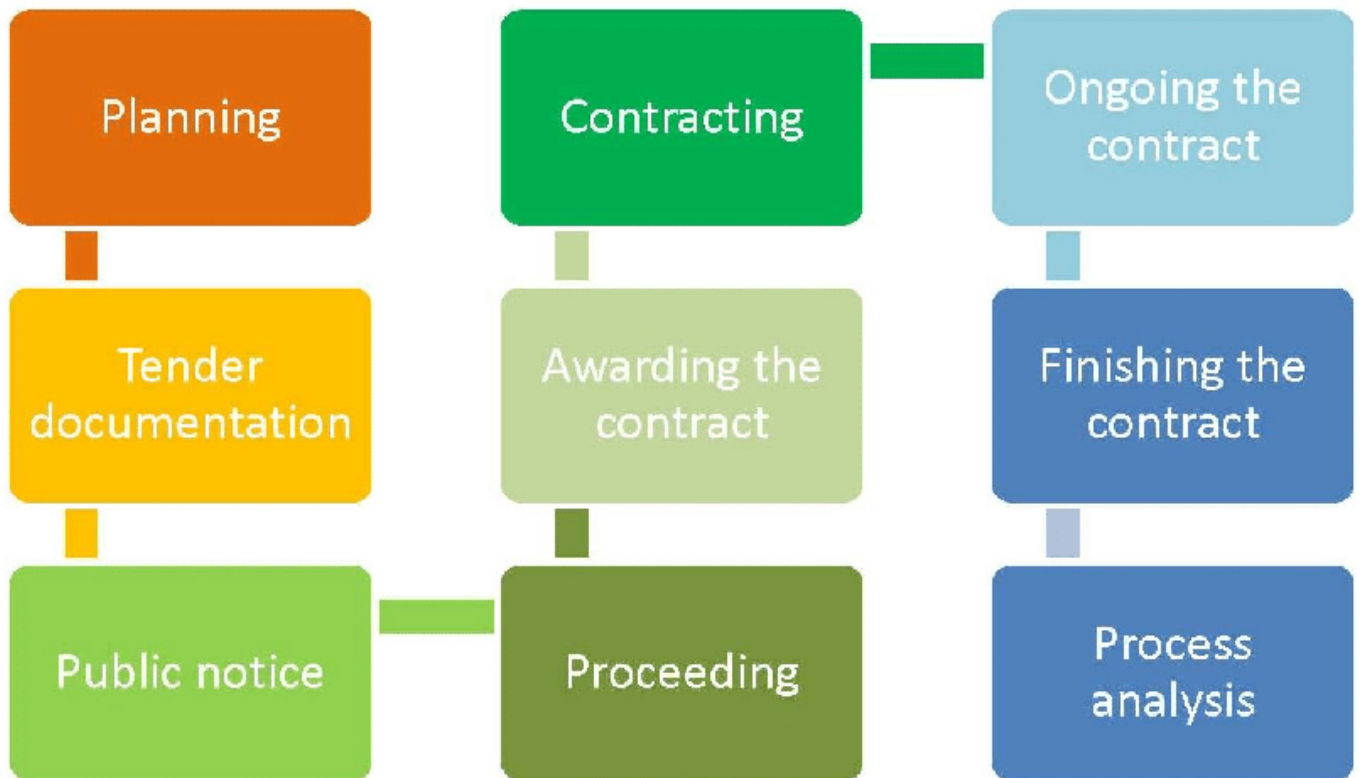 Planning
Tender
documentation
Public notice
Proceeding
Awarding the
contract
Contracting
Ongoing the
contract
Finishing the
contract
Process
analysis